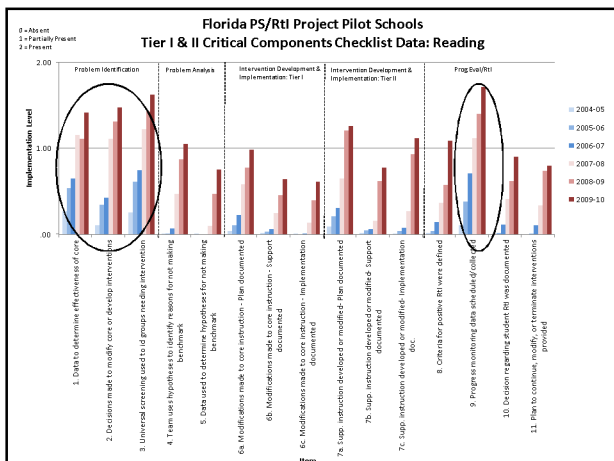 Florida PS/RtI Project Pilot Schools
Tier I & II Critical Components Checklist Data: Reading
0 = Absent
1 = Partially Present
2 = Present
Problem Identification
Problem Analysis
Intervention Development &
Implementation: Tier I
Intervention Development &
Implementation: Tier II
Prog Eval/RtI
2.00
1.00
.00
Implementation Level
2004-05
2005-06
2006-07
2007-08
2008-09
2009-10
1. Data to determine effectiveness of core
2. Decisions made to modify core or develop interventions
3. Universal screening used to id groups needing intervention
4. Team uses hypotheses to identify reasons for not making
benchmark
5. Data used to determine hypotheses for not making
benchmark
6a. Modifications made to core instruction - Plan documented
6b. Modifications made to core instruction - Support
documented
6c. Modifications made to core instruction - Implementation
documented
7a. Supp. instruction developed or modified- Plan documented
7b. Supp. instruction developed or modified- Support
documented
7c. Supp. instruction developed or modified- Implementation
doc.
8. Criteria for positive RtI were defined
9. Progress monitoring data scheduled/collected
10. Decision regarding student RtI was documented
11. Plan to continue, modify, or terminate interventions
provided
Item